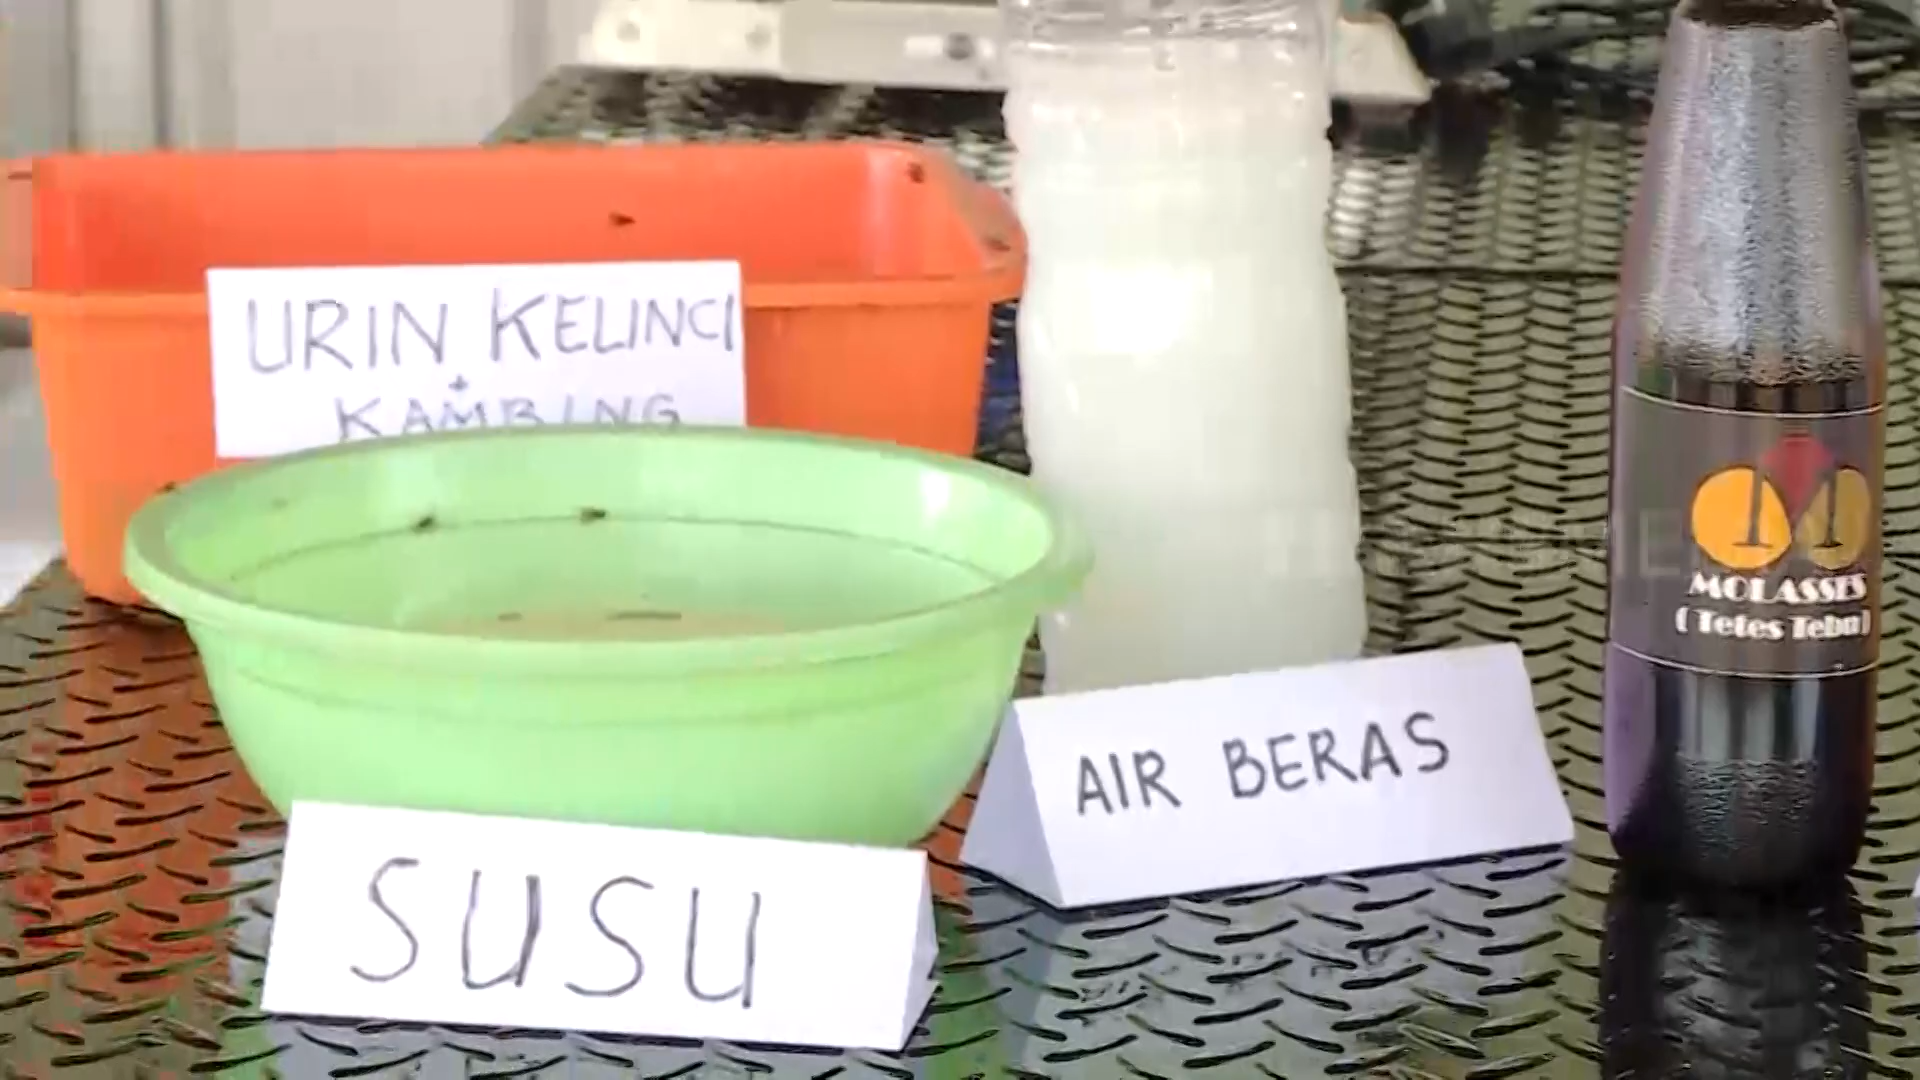 URIN KELINCI
+
KAMBING
SUSU
AIR BERAS
M
MOLASSES
( Tetes Tebu )